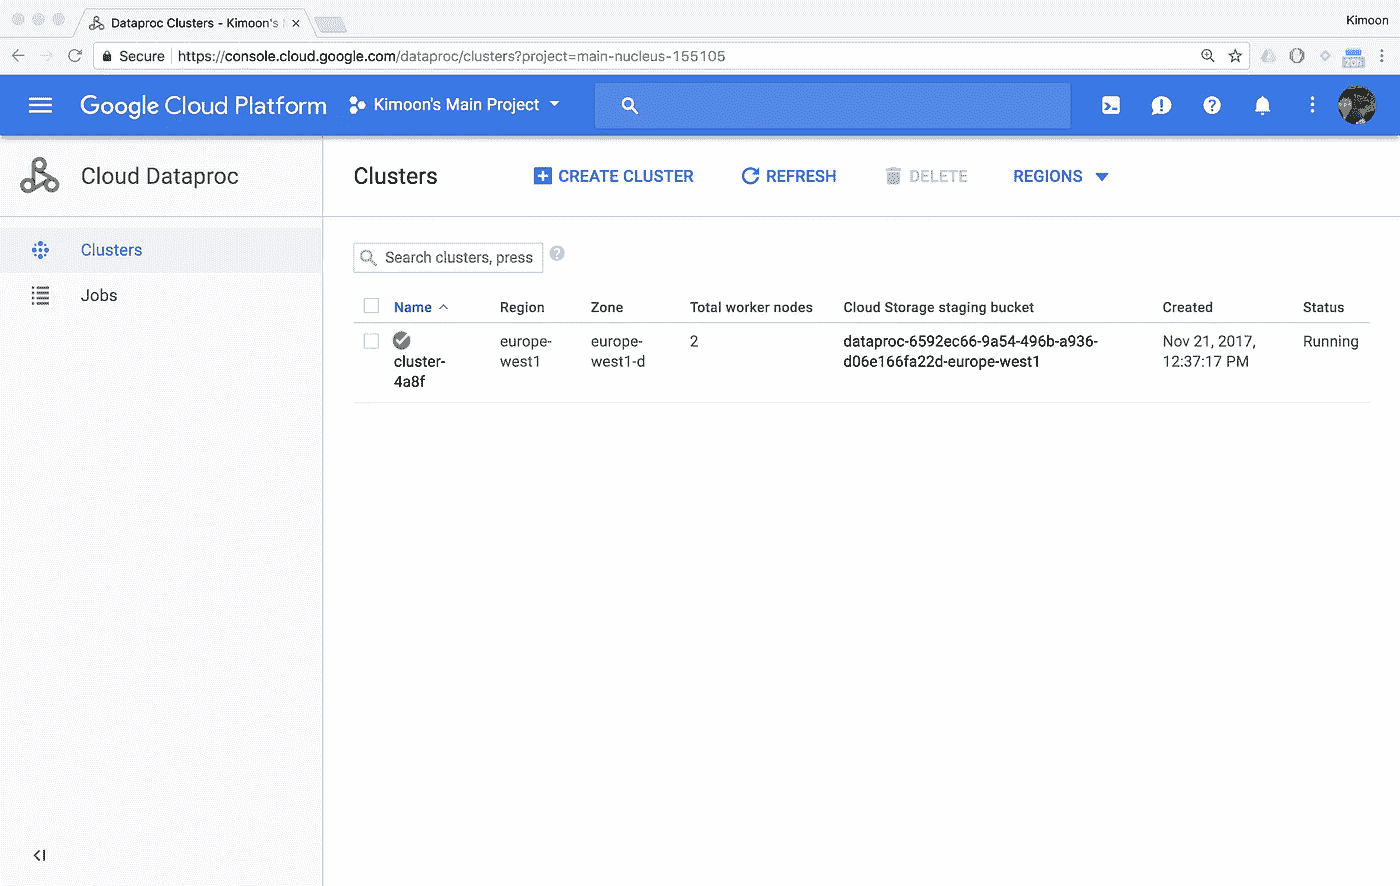 Dataproc Clusters - Kimoon's
Kimoon
Secure https://console.cloud.google.com/dataproc/clusters?project=main-nucleus-155105
Google Cloud Platform Kimoon's Main Project
Cloud Dataproc
Clusters CREATE CLUSTER REFRESH DELETE REGIONS
Clusters
Jobs
Search clusters, press
Name Region Zone Total worker nodes Cloud Storage staging bucket Created Status
europe- europe- 2 dataproc-6592ec66-9a54-496b-a936- Nov 21, 2017, Running
cluster- west1 west1-d d06e166fa22d-europe-west1 12:37:17 PM
4a8f